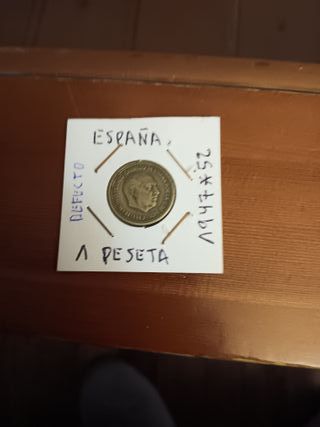 ESPAÑA,
DEFECTO
1947*52
1 PESETA